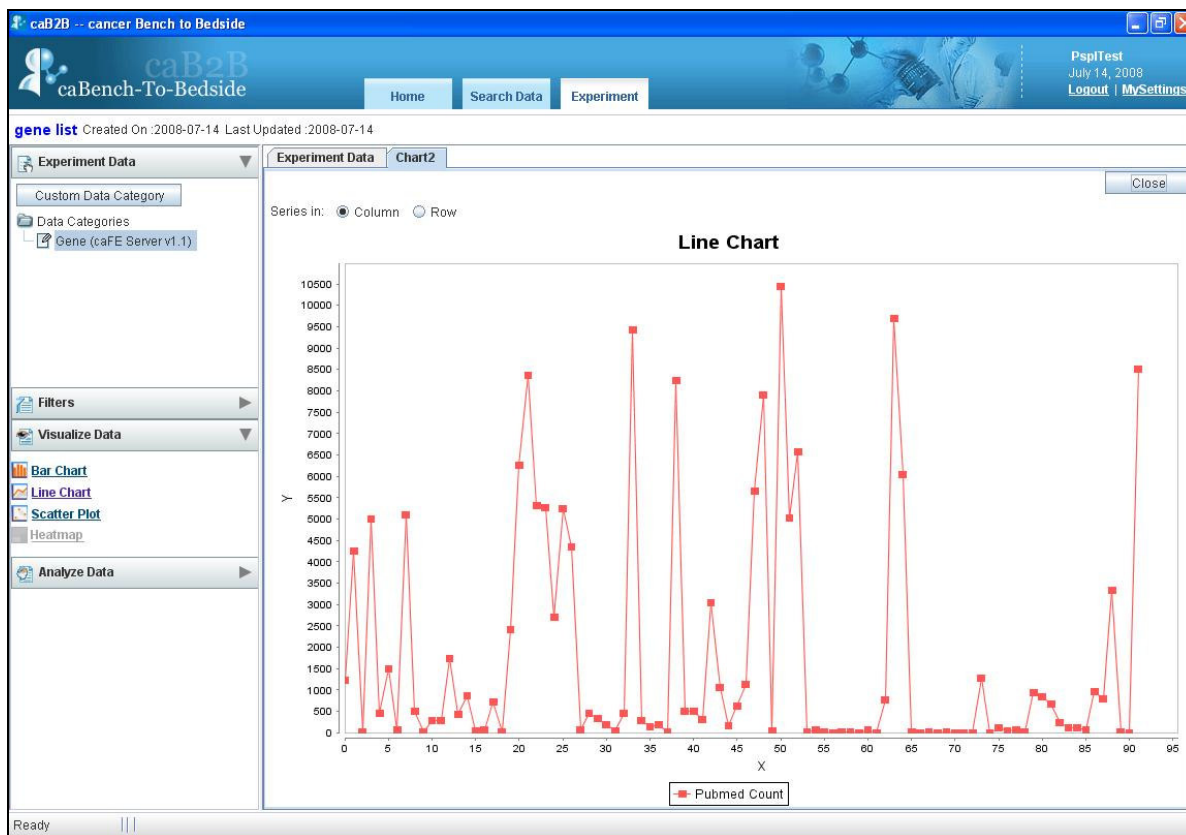 caB2B -- cancer Bench to Bedside
caB2B
caBench-To-Bedside
Home
Search Data
Experiment
PsplTest
July 14, 2008
Logout | MySettings
gene list Created On :2008-07-14 Last Updated :2008-07-14
Experiment Data
Custom Data Category
Data Categories
Gene (caFE Server v1.1)
Filters
Visualize Data
Bar Chart
Line Chart
Scatter Plot
Heatmap
Analyze Data
Experiment Data
Chart2
Close
Series in: Column Row
Line Chart
10500
10000
9500
9000
8500
8000
7500
7000
6500
6000
5500
5000
4500
4000
3500
3000
2500
2000
1500
1000
500
0
Y
0 5 10 15 20 25 30 35 40 45 50 55 60 65 70 75 80 85 90 95
X
Pubmed Count
Ready